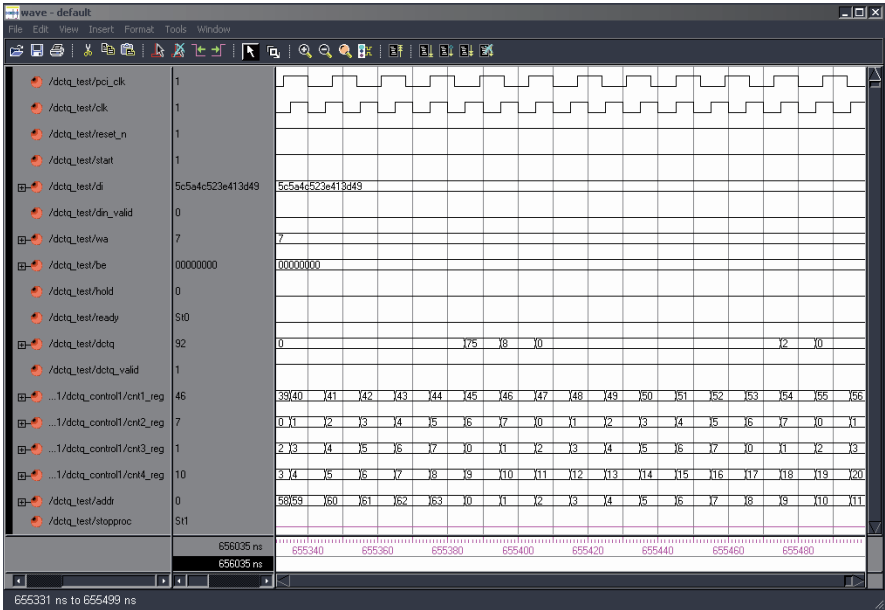 wave - default
File Edit View Insert Format Tools Window
/dctq_test/pci_clk 1
/dctq_test/clk 1
/dctq_test/reset_n 1
/dctq_test/start 1
/dctq_test/di 5c5a4c523e413d49 5c5a4c523e413d49
/dctq_test/din_valid 0
/dctq_test/wa 7 7
/dctq_test/be 00000000 00000000
/dctq_test/hold 0
/dctq_test/ready St0
/dctq_test/dctq 92 0 75 8 0 2 0
/dctq_test/dctq_valid 1
...1/dctq_control1/cnt1_reg 46 39 40 41 42 43 44 45 46 47 48 49 50 51 52 53 54 55 56
...1/dctq_control1/cnt2_reg 7 0 1 2 3 4 5 6 7 0 1 2 3 4 5 6 7 0 1
...1/dctq_control1/cnt3_reg 1 2 3 4 5 6 7 0 1 2 3 4 5 6 7 0 1 2 3
...1/dctq_control1/cnt4_reg 10 3 4 5 6 7 8 9 10 11 12 13 14 15 16 17 18 19 20
/dctq_test/addr 0 58 59 60 61 62 63 0 1 2 3 4 5 6 7 8 9 10 11
/dctq_test/stopproc St1
656035 ns 655340 655360 655380 655400 655420 655440 655460 655480
656035 ns
655331 ns to 655499 ns